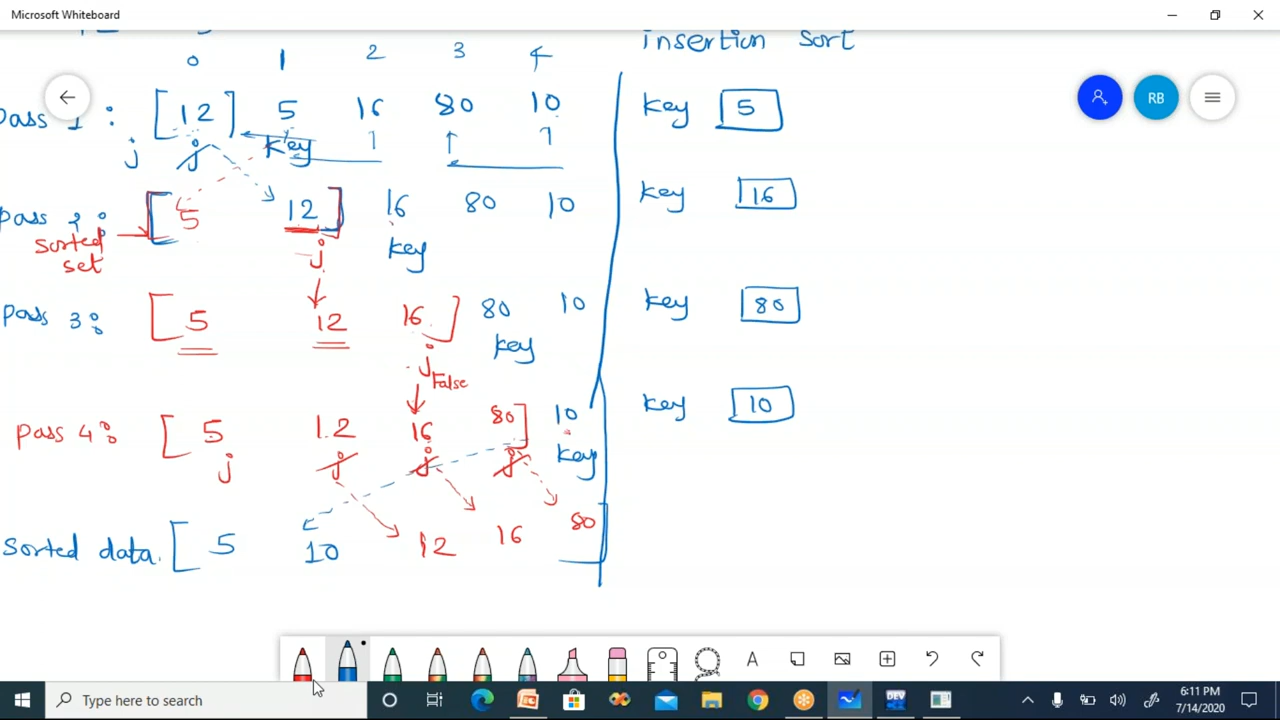 Microsoft Whiteboard
insertion sort
0 1 2 3 4
Pass 1 : [12] 5 16 80 10
key 5
j j key
RB
Pass 2 : [5 12] 16 80 10
key 16
sorted set
j key
Pass 3 : [5 12 16] 80 10
key 80
j key
False
Pass 4 : [5 12 16 80] 10
key 10
j j j j key
Sorted data. [5 10 12 16 80]
Type here to search
6:11 PM
7/14/2020